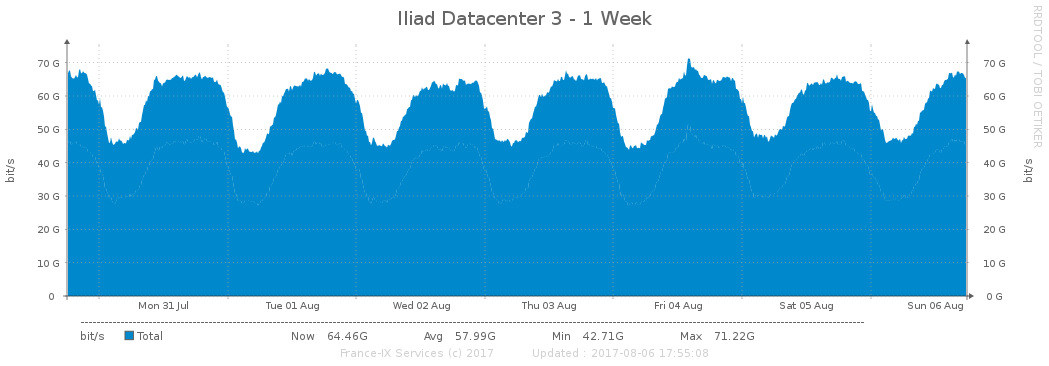 Iliad Datacenter 3 - 1 Week
RRDTOOL / TOBI OETIKER
70 G 70 G
60 G 60 G
50 G 50 G
40 G 40 G
30 G 30 G
20 G 20 G
10 G 10 G
0 0 G
bit/s bit/s
Mon 31 Jul Tue 01 Aug Wed 02 Aug Thu 03 Aug Fri 04 Aug Sat 05 Aug Sun 06 Aug
bit/s Total Now 64.46G Avg 57.99G Min 42.71G Max 71.22G
France-IX Services (c) 2017 Updated : 2017-08-06 17:55:08